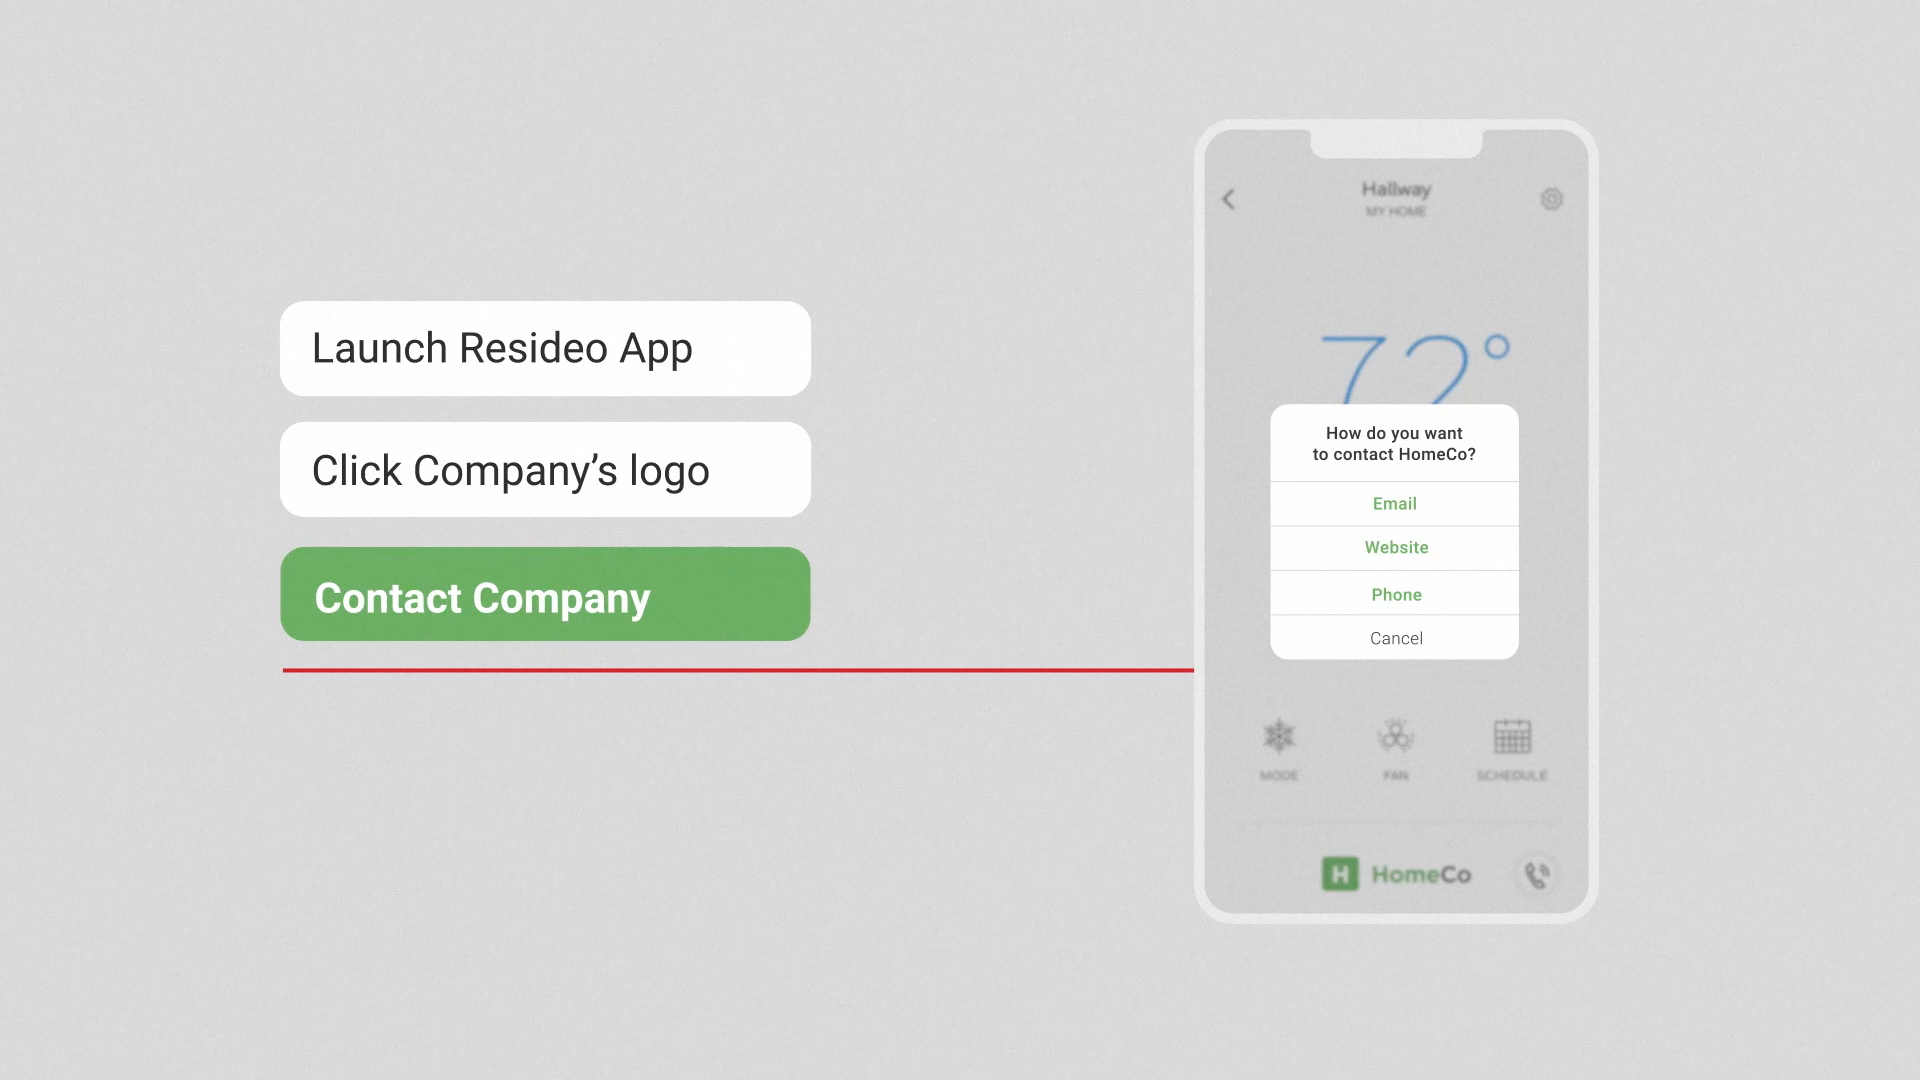 Launch Resideo App
Click Company’s logo
Contact Company
Hallway
MY HOME
72°
How do you want
to contact HomeCo?
Email
Website
Phone
Cancel
MODE
FAN
SCHEDULE
H HomeCo